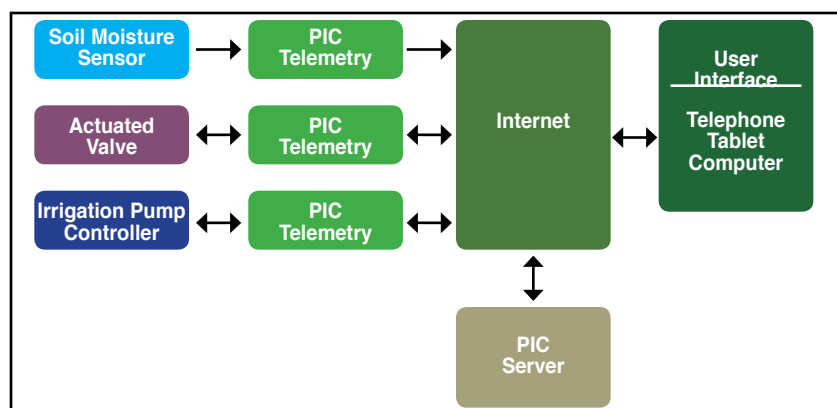 Soil Moisture
Sensor
PIC
Telemetry
Internet
User
Interface
Telephone
Tablet
Computer
Actuated
Valve
PIC
Telemetry
Irrigation Pump
Controller
PIC
Telemetry
PIC
Server